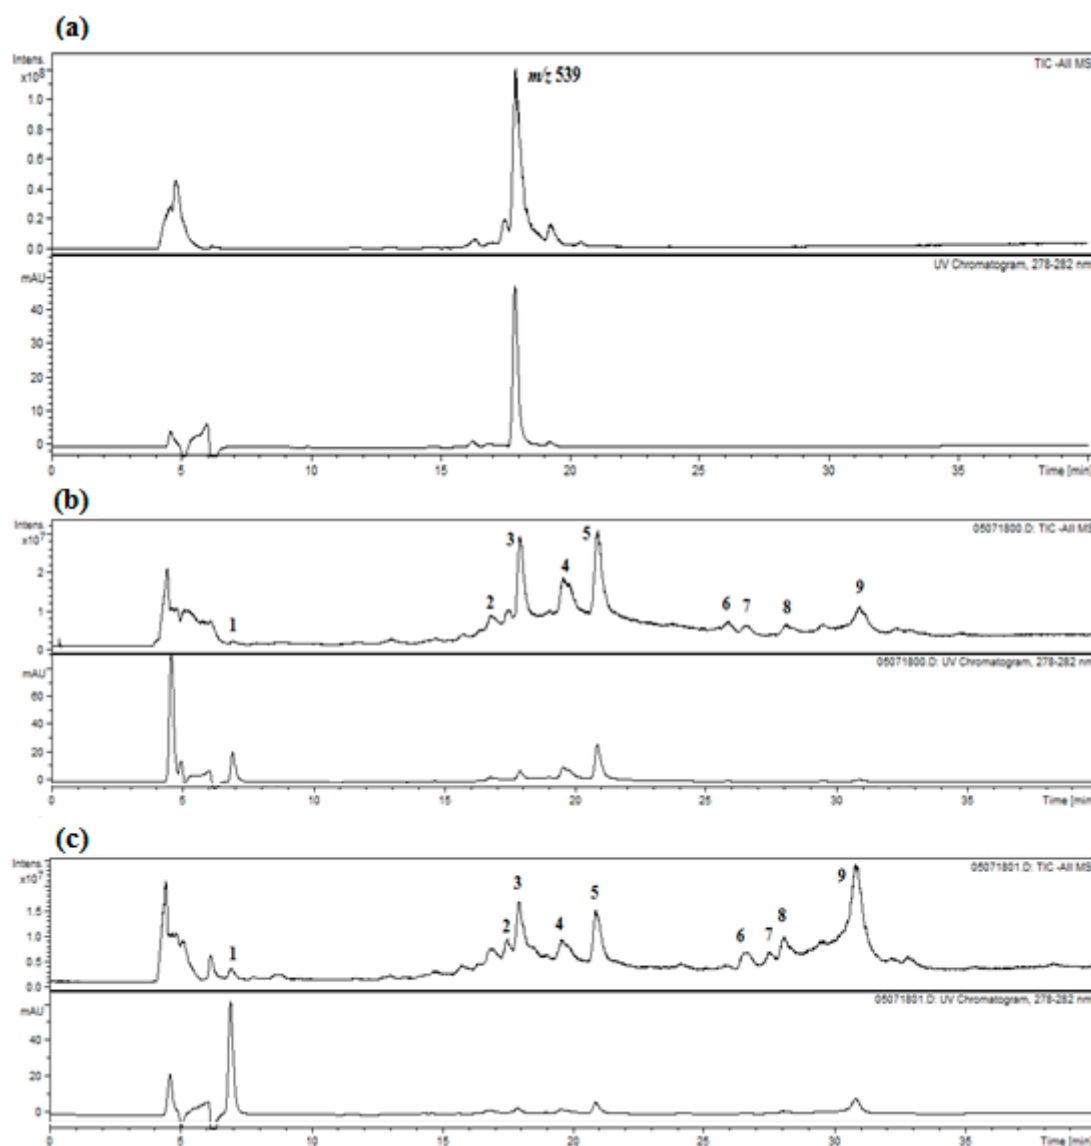 (a)
Intens.
x10⁸
TIC -All MS
m/z 539
1.0
0.8
0.6
0.4
0.2
0.0
mAU
UV Chromatogram, 278-282 nm
40
30
20
10
0
0 5 10 15 20 25 30 35 Time [min]
(b)
Intens.
x10⁷
05071800.D: TIC -All MS
1 2 3 4 5 6 7 8 9
2
1
0
mAU
05071800.D: UV Chromatogram, 278-282 nm
60
40
20
0
0 5 10 15 20 25 30 35 Time [min]
(c)
Intens.
x10⁷
05071801.D: TIC -All MS
1 2 3 4 5 6 7 8 9
1.5
1.0
0.5
0.0
mAU
05071801.D: UV Chromatogram, 278-282 nm
40
20
0
0 5 10 15 20 25 30 35 Time [min]